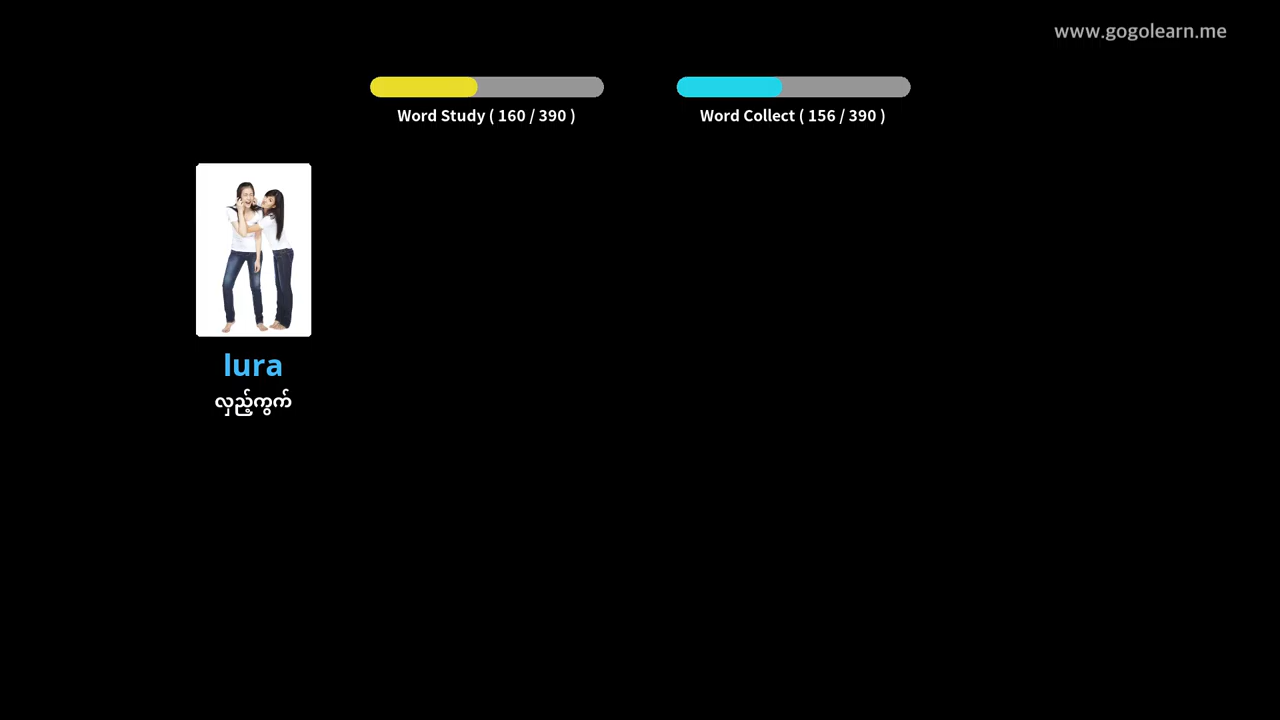 www.gogolearn.me
Word Study ( 160 / 390 )
Word Collect ( 156 / 390 )
lura
လှည့်ကွက်